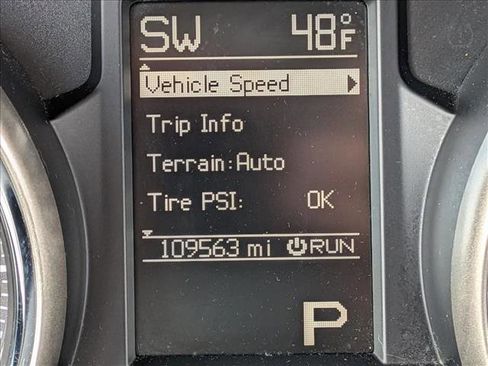 SW 48°F
Vehicle Speed
Trip Info
Terrain:Auto
Tire PSI: OK
109563 mi RUN
P